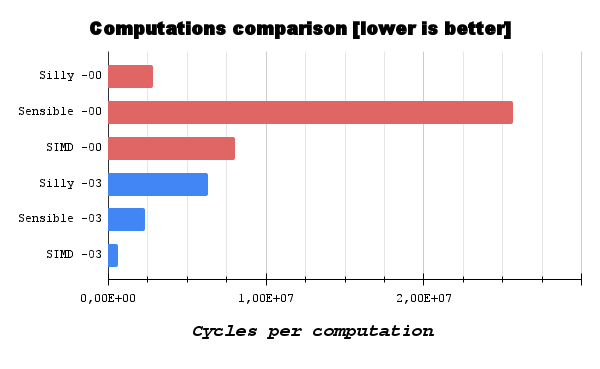 Computations comparison [lower is better]
Silly -O0
Sensible -O0
SIMD -O0
Silly -O3
Sensible -O3
SIMD -O3
0,00E+00 1,00E+07 2,00E+07
Cycles per computation